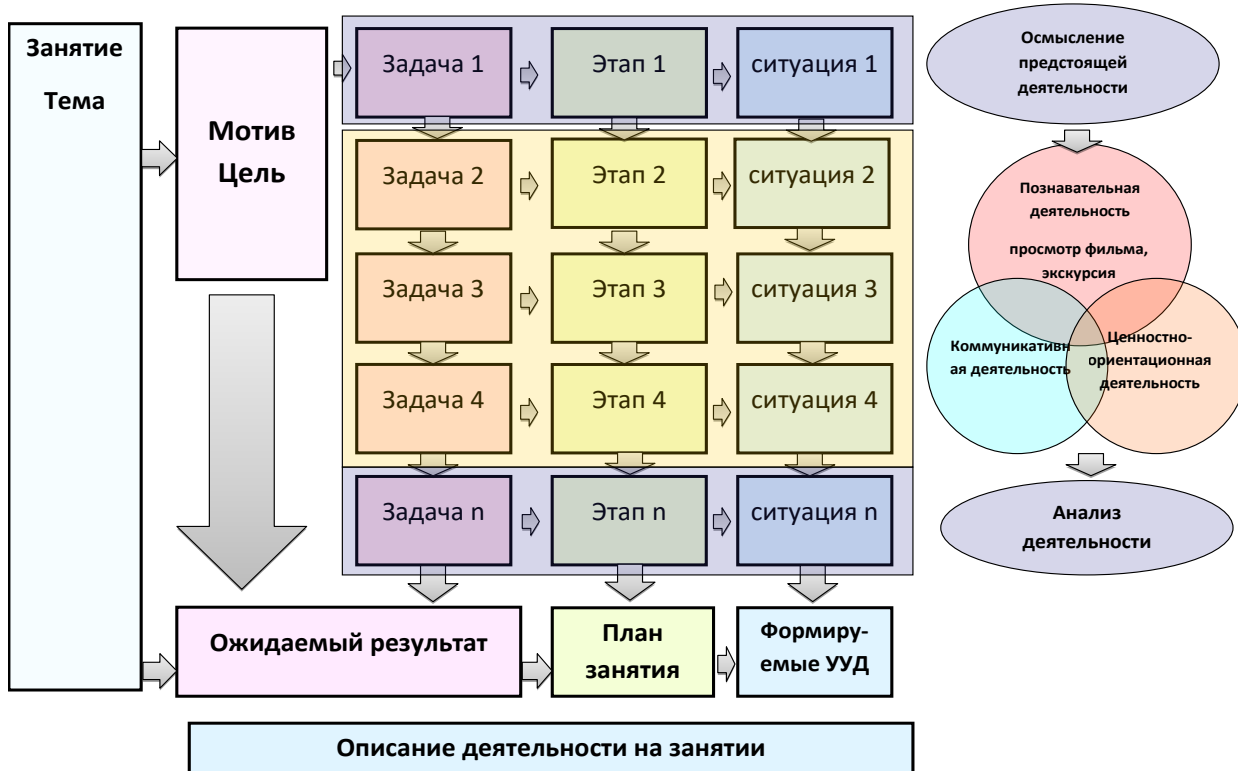 Занятие
Тема
Мотив
Цель
Задача 1
Этап 1
ситуация 1
Задача 2
Этап 2
ситуация 2
Задача 3
Этап 3
ситуация 3
Задача 4
Этап 4
ситуация 4
Задача n
Этап n
ситуация n
Ожидаемый результат
План
занятия
Формиру-
емые УУД
Описание деятельности на занятии
Осмысление
предстоящей
деятельности
Познавательная
деятельность
просмотр фильма,
экскурсия
Коммуникативн
ая деятельность
Ценностно-
ориентационная
деятельность
Анализ
деятельности